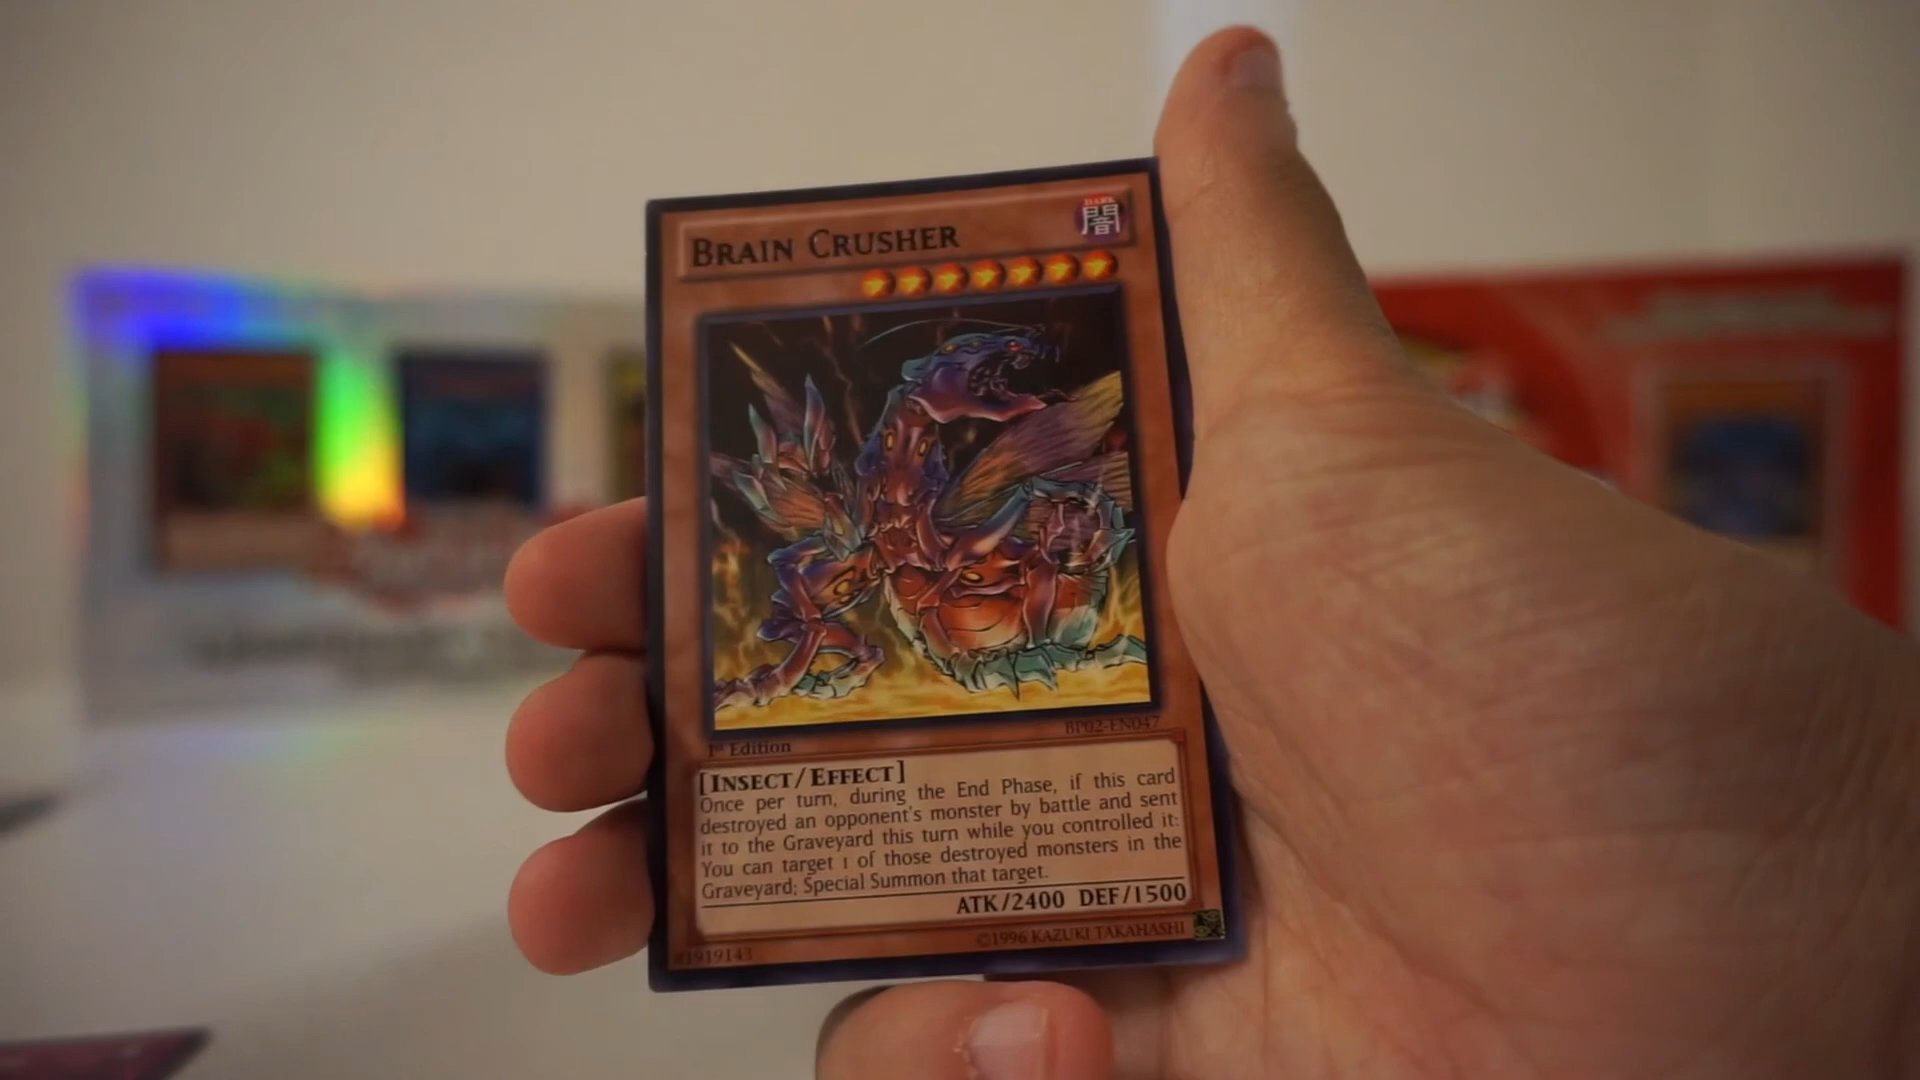 BRAIN CRUSHER
DARK
闇
BP02-EN047
1st Edition
[INSECT/EFFECT]
Once per turn, during the End Phase, if this card
destroyed an opponent's monster by battle and sent
it to the Graveyard this turn while you controlled it:
You can target 1 of those destroyed monsters in the
Graveyard; Special Summon that target.
ATK/2400 DEF/1500
©1996 KAZUKI TAKAHASHI